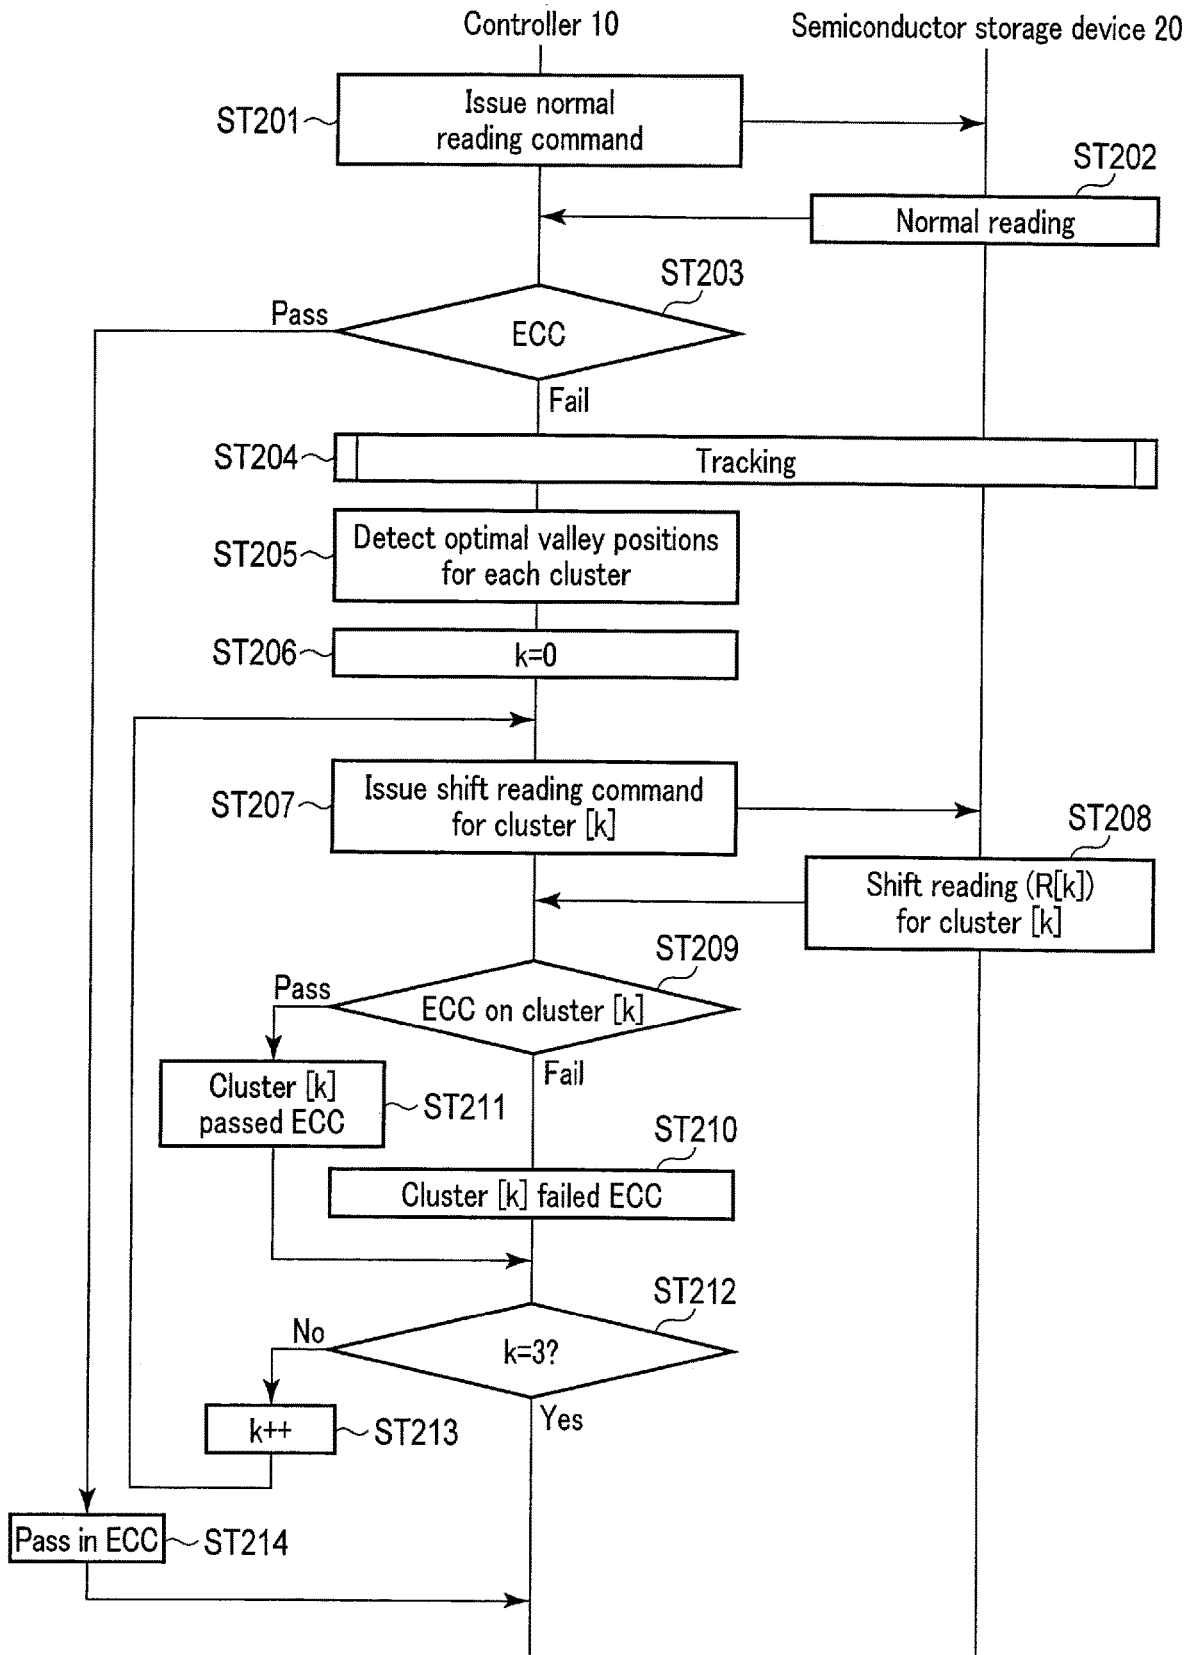 Controller 10
Semiconductor storage device 20
ST201
Issue normal
reading command
ST202
Normal reading
ST203
Pass
ECC
Fail
ST204
Tracking
ST205
Detect optimal valley positions
for each cluster
ST206
k=0
ST207
Issue shift reading command
for cluster [k]
ST208
Shift reading (R[k])
for cluster [k]
ST209
Pass
ECC on cluster [k]
Fail
Cluster [k]
passed ECC
ST211
ST210
Cluster [k] failed ECC
ST212
No
k=3?
Yes
k++
ST213
Pass in ECC
ST214